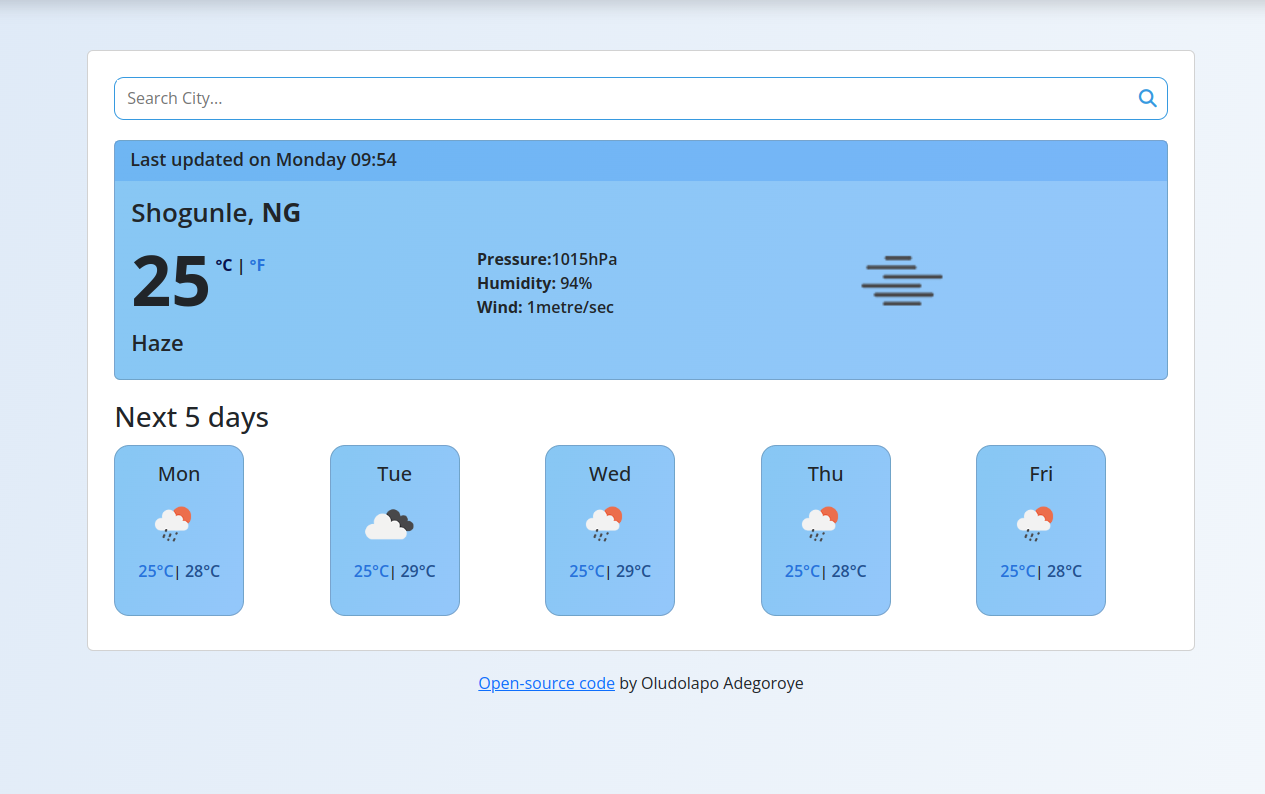 Search City...
Last updated on Monday 09:54
Shogunle, NG
25 °C | °F
Pressure:1015hPa
Humidity: 94%
Wind: 1metre/sec
Haze
Next 5 days
Mon
25°C| 28°C
Tue
25°C| 29°C
Wed
25°C| 29°C
Thu
25°C| 28°C
Fri
25°C| 28°C
Open-source code by Oludolapo Adegoroye